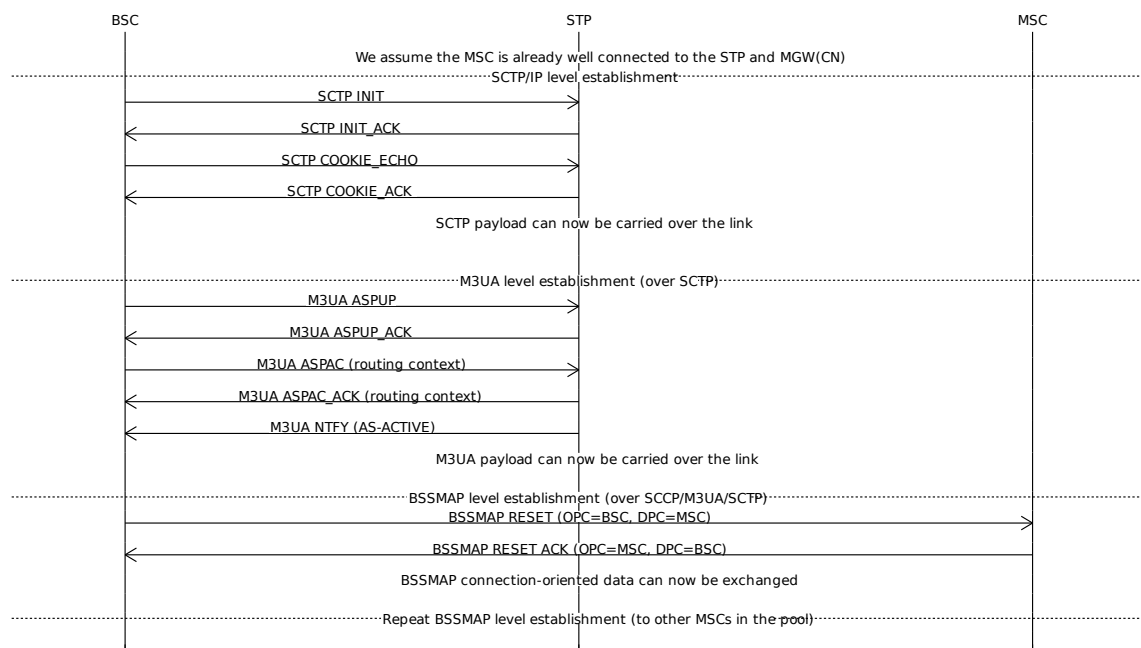 BSC STP MSC
We assume the MSC is already well connected to the STP and MGW(CN)
SCTP/IP level establishment
SCTP INIT
SCTP INIT_ACK
SCTP COOKIE_ECHO
SCTP COOKIE_ACK
SCTP payload can now be carried over the link
M3UA level establishment (over SCTP)
M3UA ASPUP
M3UA ASPUP_ACK
M3UA ASPAC (routing context)
M3UA ASPAC_ACK (routing context)
M3UA NTFY (AS-ACTIVE)
M3UA payload can now be carried over the link
BSSMAP level establishment (over SCCP/M3UA/SCTP)
BSSMAP RESET (OPC=BSC, DPC=MSC)
BSSMAP RESET ACK (OPC=MSC, DPC=BSC)
BSSMAP connection-oriented data can now be exchanged
Repeat BSSMAP level establishment (to other MSCs in the pool)